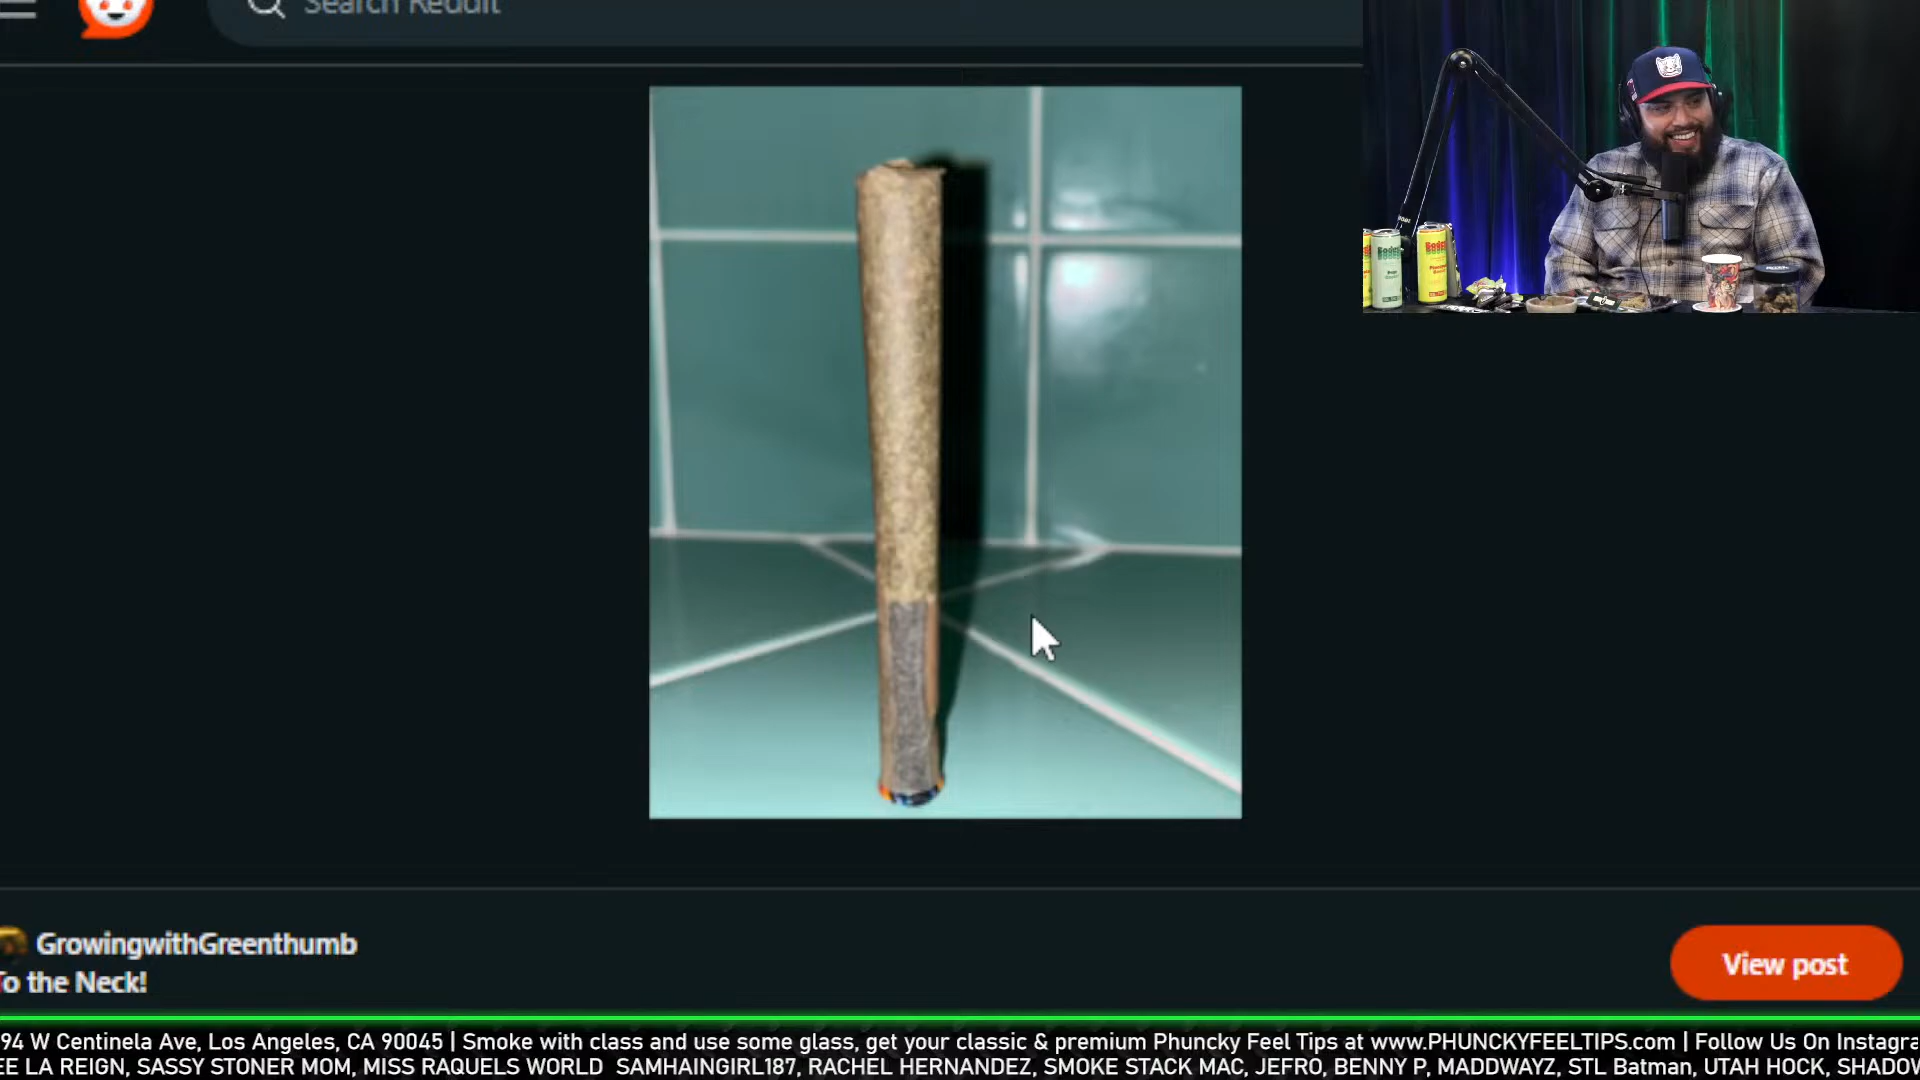 Search Reddit
GrowingwithGreenthumb
To the Neck!
View post
94 W Centinela Ave, Los Angeles, CA 90045 | Smoke with class and use some glass, get your classic & premium Phuncky Feel Tips at www.PHUNCKYFEELTIPS.com | Follow Us On Instagra
EE LA REIGN, SASSY STONER MOM, MISS RAQUELS WORLD SAMHAINGIRL187, RACHEL HERNANDEZ, SMOKE STACK MAC, JEFRO, BENNY P, MADDWAYZ, STL Batman, UTAH HOCK, SHADOW